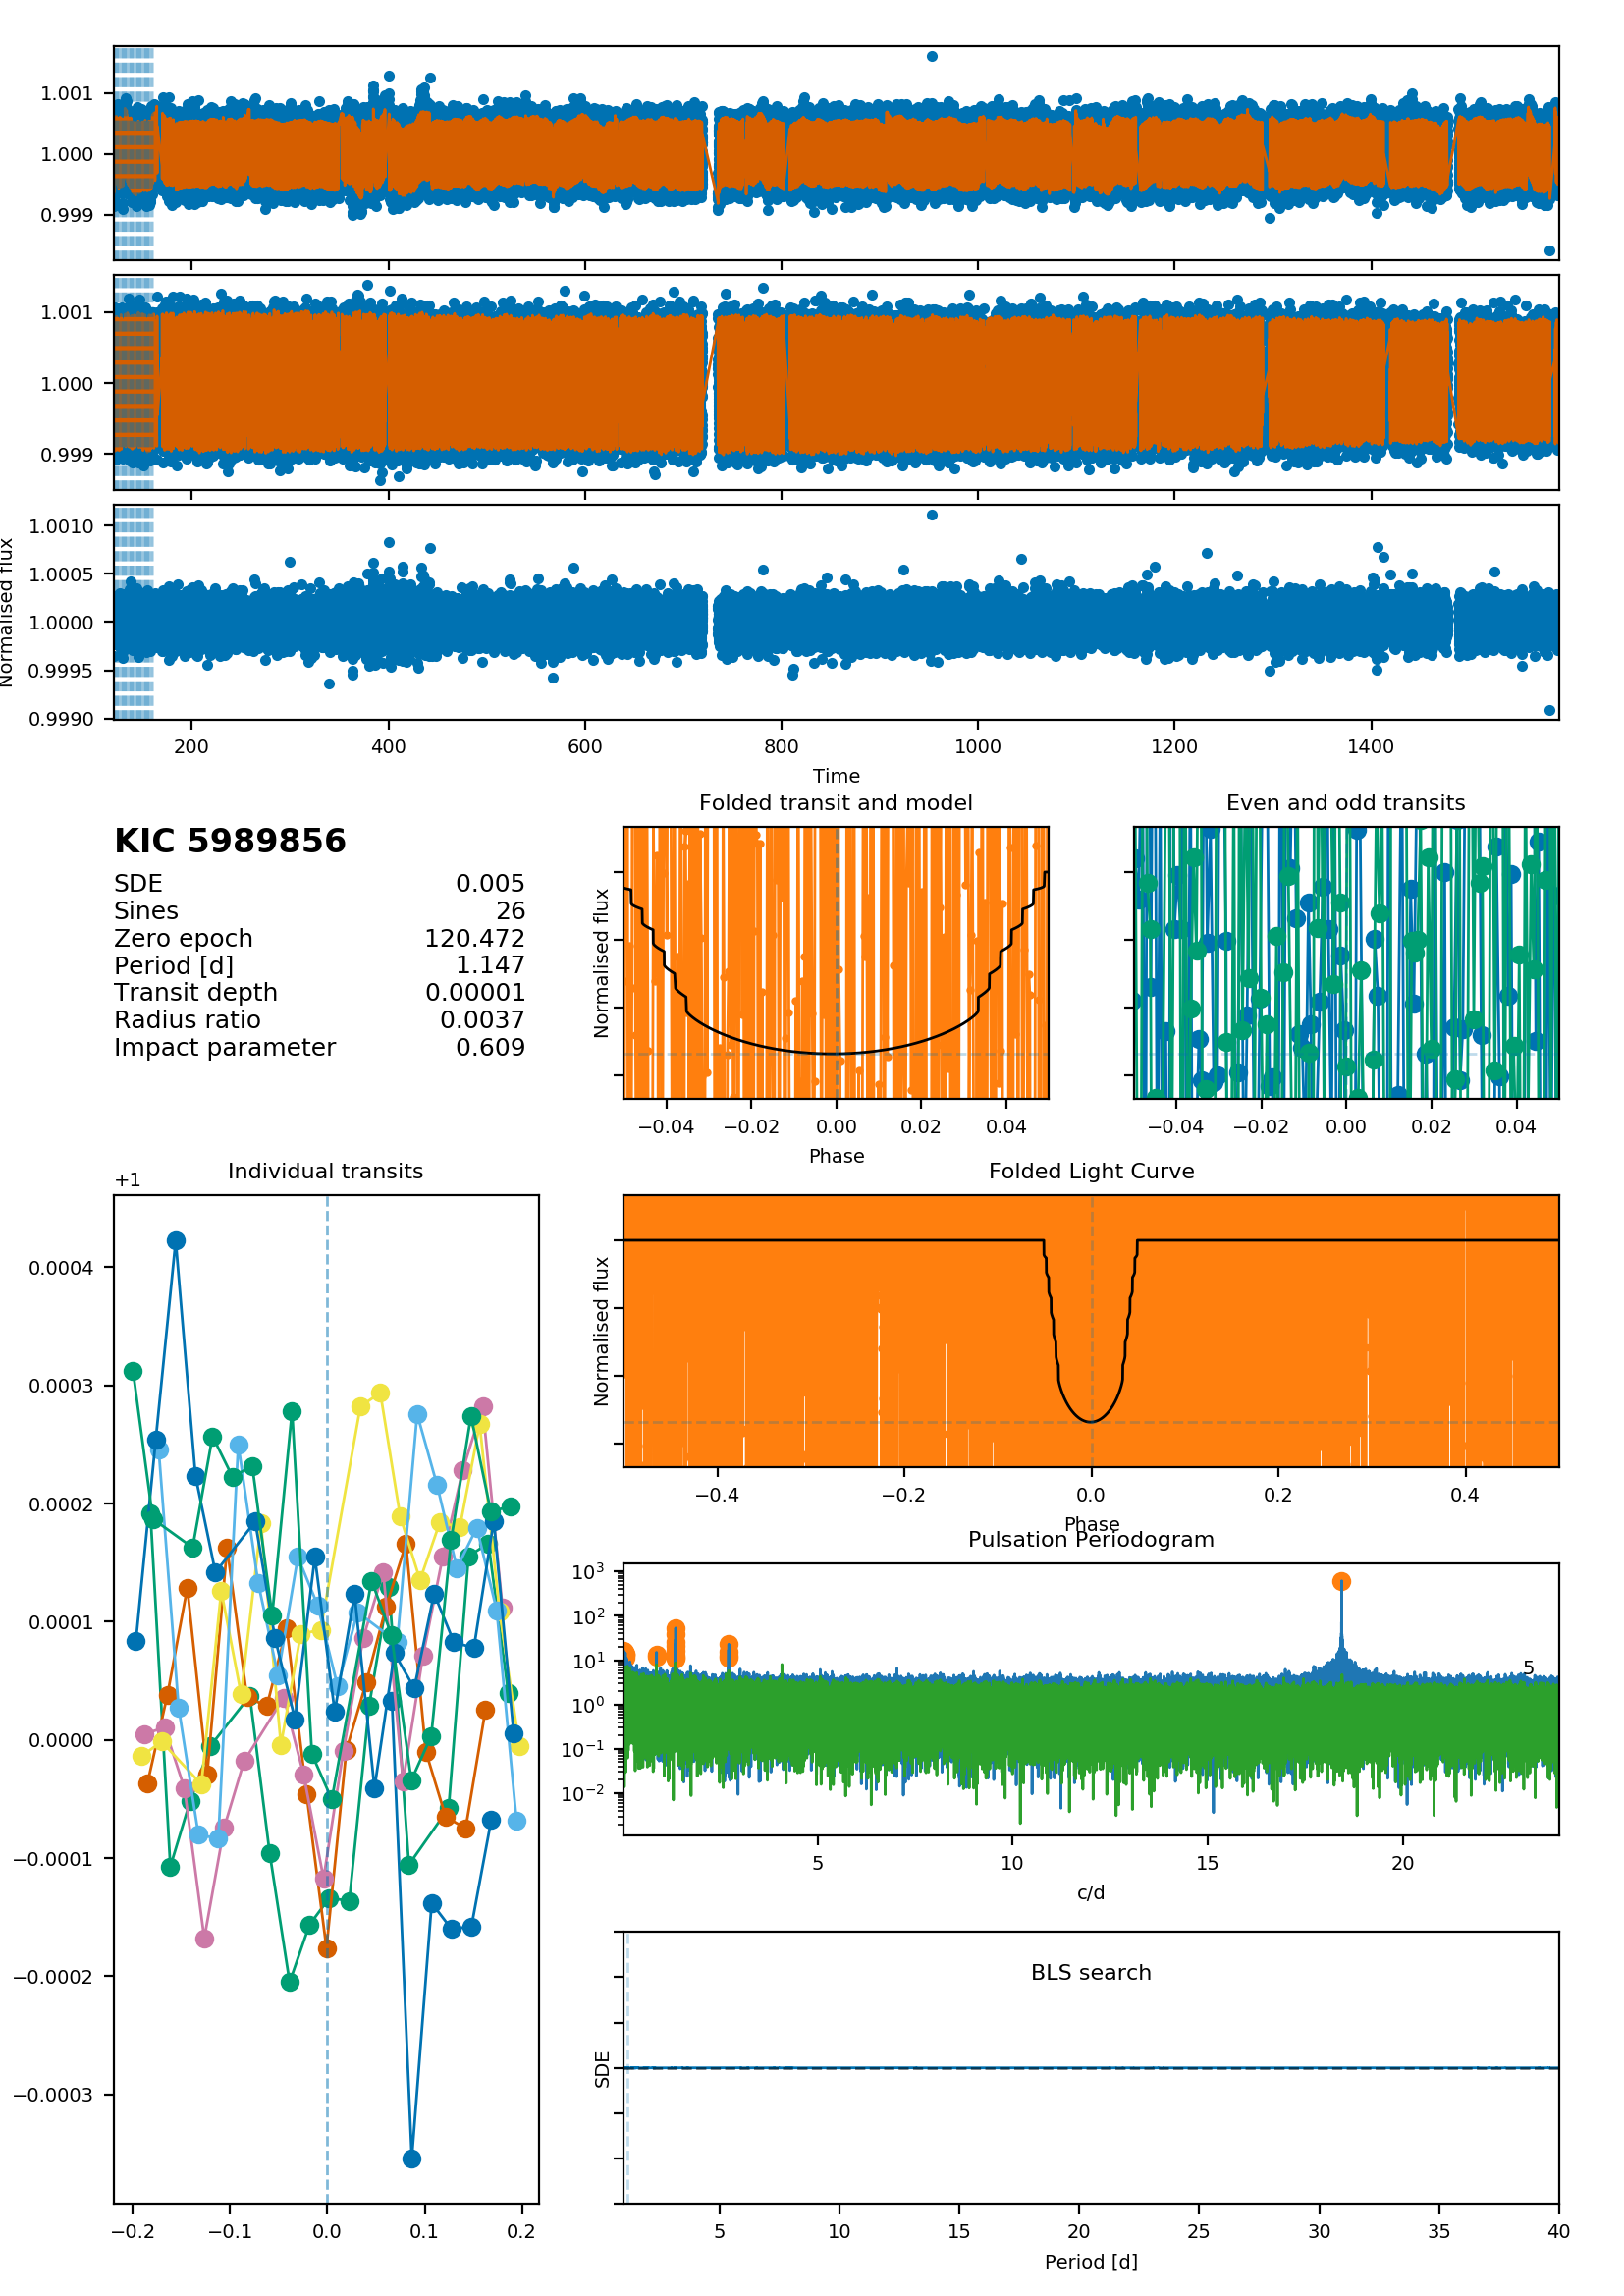 1.001
1.000
0.999
1.001
1.000
0.999
1.0010
1.0005
1.0000
0.9995
0.9990
Normalised flux
200 400 600 800 1000 1200 1400
Time
KIC 5989856
SDE 0.005
Sines 26
Zero epoch 120.472
Period [d] 1.147
Transit depth 0.00001
Radius ratio 0.0037
Impact parameter 0.609
Folded transit and model
Normalised flux
−0.04 −0.02 0.00 0.02 0.04
Phase
Even and odd transits
−0.04 −0.02 0.00 0.02 0.04
Individual transits
+1
0.0004
0.0003
0.0002
0.0001
0.0000
−0.0001
−0.0002
−0.0003
−0.2 −0.1 0.0 0.1 0.2
Folded Light Curve
Normalised flux
−0.4 −0.2 0.0 0.2 0.4
Phase
Pulsation Periodogram
10³
10²
10¹
10⁰
10⁻¹
10⁻²
5
5 10 15 20
c/d
BLS search
SDE
5 10 15 20 25 30 35 40
Period [d]